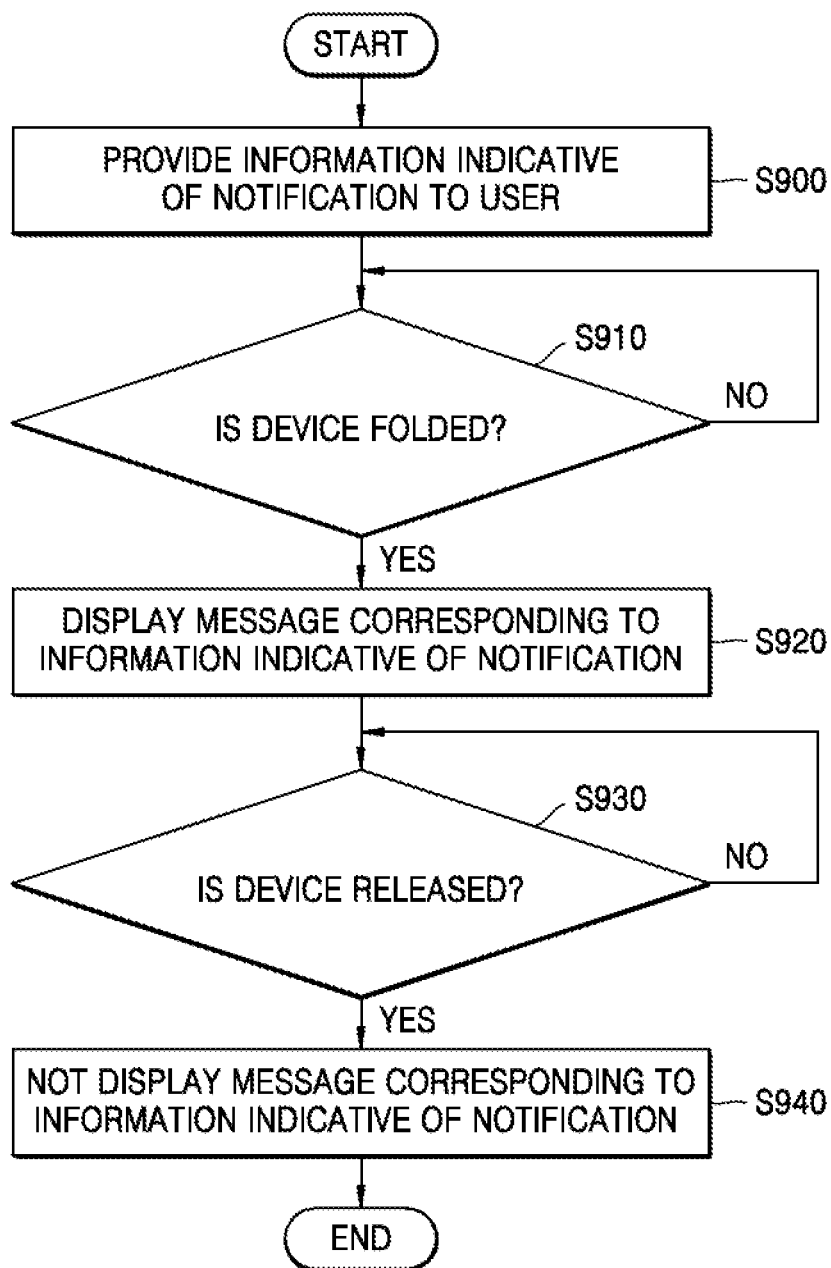 START
PROVIDE INFORMATION INDICATIVE
OF NOTIFICATION TO USER
S900
S910
IS DEVICE FOLDED?
NO
YES
DISPLAY MESSAGE CORRESPONDING TO
INFORMATION INDICATIVE OF NOTIFICATION
S920
S930
IS DEVICE RELEASED?
NO
YES
NOT DISPLAY MESSAGE CORRESPONDING TO
INFORMATION INDICATIVE OF NOTIFICATION
S940
END